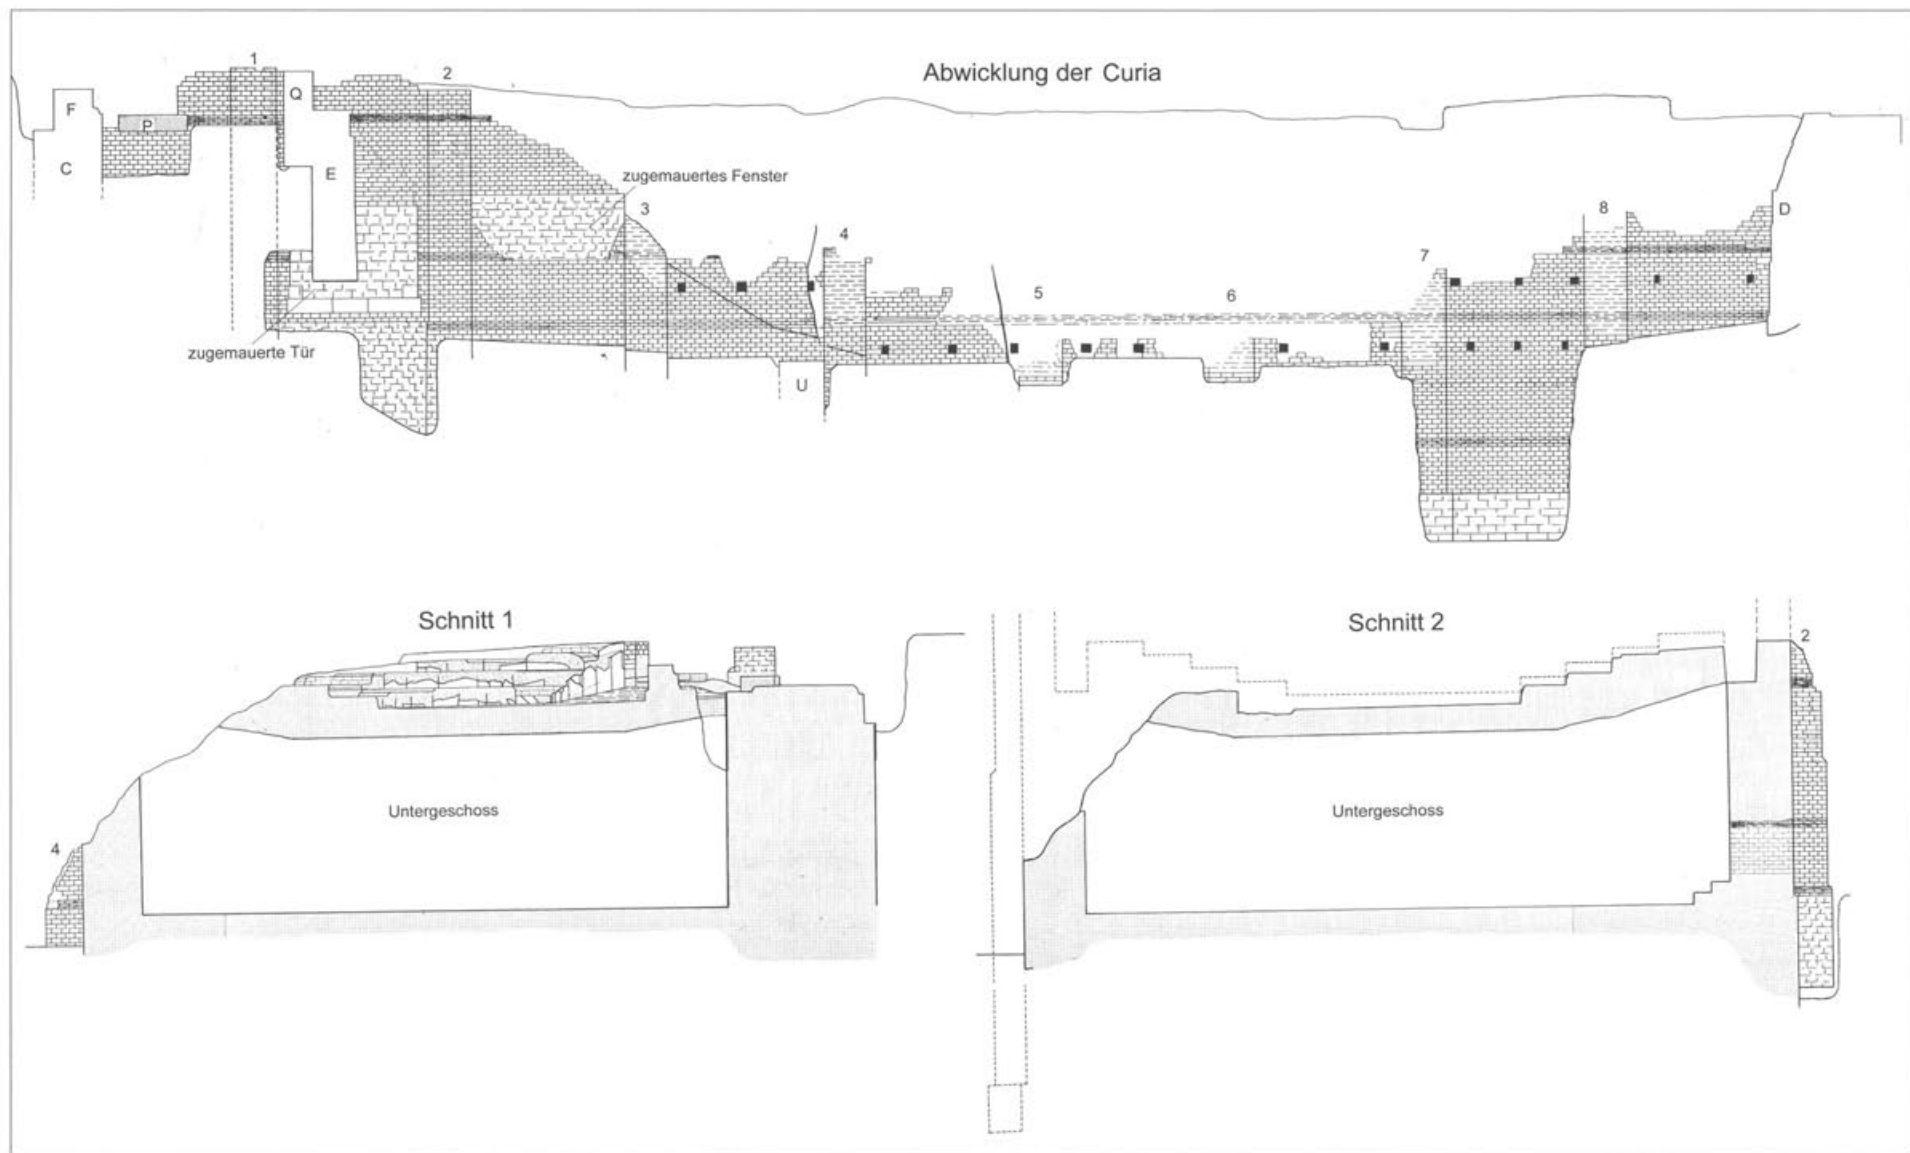 Abwicklung der Curia
1
2
F
Q
P
C
E
zugemauertes Fenster
3
4
8
D
7
5
6
zugemauerte Tür
U
Schnitt 1
Schnitt 2
2
Untergeschoss
Untergeschoss
4